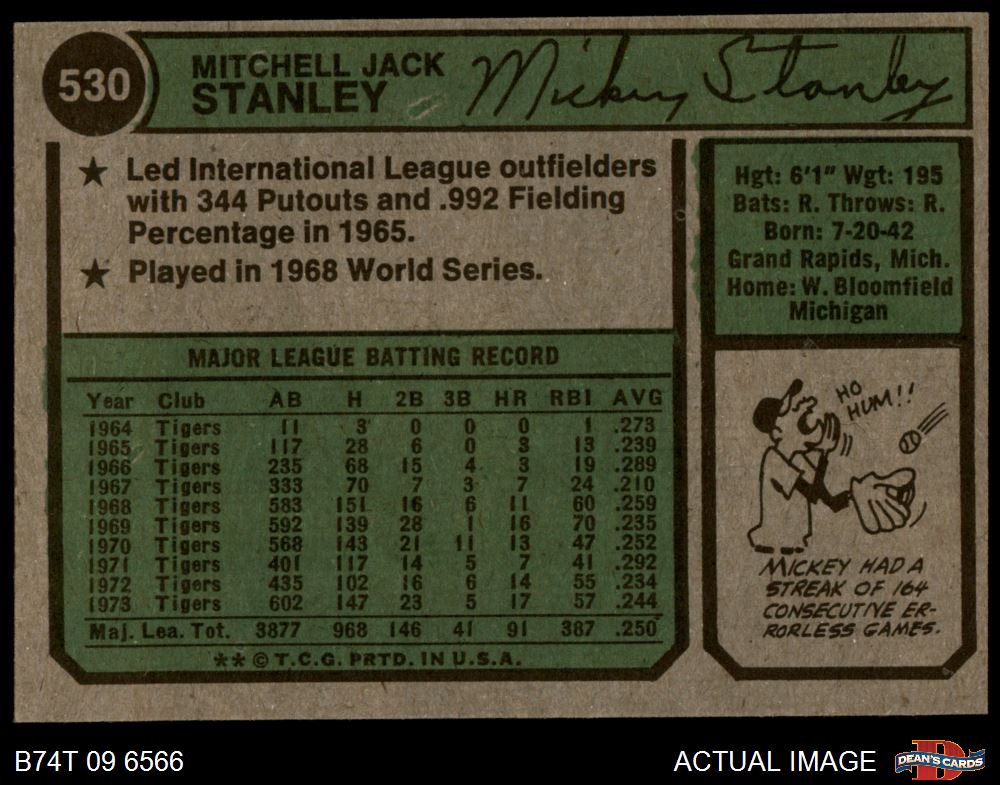 530
MITCHELL JACK
STANLEY
Mickey Stanley
★ Led International League outfielders
with 344 Putouts and .992 Fielding
Percentage in 1965.
★ Played in 1968 World Series.
Hgt: 6'1" Wgt: 195
Bats: R. Throws: R.
Born: 7-20-42
Grand Rapids, Mich.
Home: W. Bloomfield
Michigan
MAJOR LEAGUE BATTING RECORD
Year Club AB H 2B 3B HR RBI AVG
1964 Tigers 11 3 0 0 0 1 .273
1965 Tigers 117 28 6 0 3 13 .239
1966 Tigers 235 68 15 4 3 19 .289
1967 Tigers 333 70 7 3 7 24 .210
1968 Tigers 583 151 16 6 11 60 .259
1969 Tigers 592 139 28 1 16 70 .235
1970 Tigers 568 143 21 11 13 47 .252
1971 Tigers 401 117 14 5 7 41 .292
1972 Tigers 435 102 16 6 14 55 .234
1973 Tigers 602 147 23 5 17 57 .244
Maj. Lea. Tot. 3877 968 146 41 91 387 .250
** © T.C.G. PRTD. IN U.S.A.
HO
HUM!!
MICKEY HAD A
STREAK OF 164
CONSECUTIVE ER-
RORLESS GAMES.
B74T 09 6566
ACTUAL IMAGE
DEAN'S CARDS